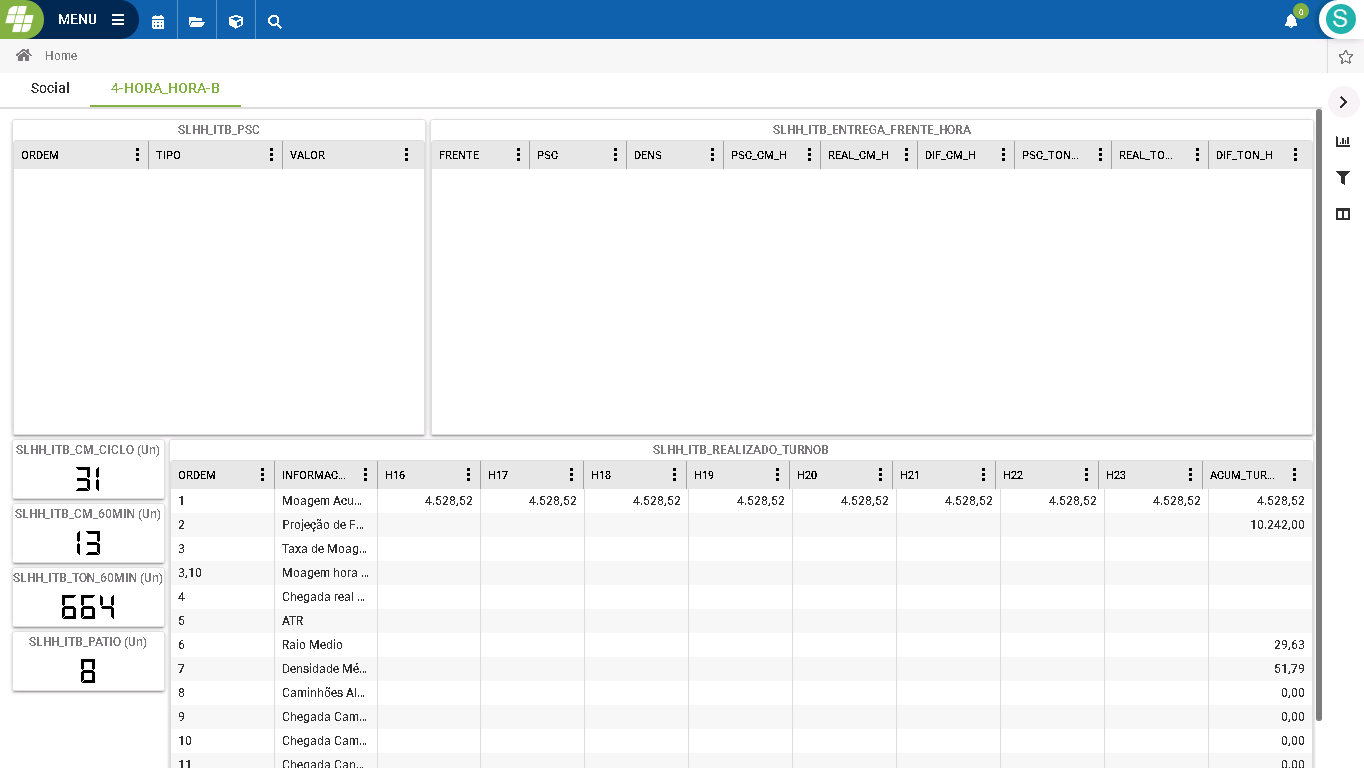 MENU
0
S
Home
Social
4-HORA_HORA-B
SLHH_ITB_PSC
ORDEM TIPO VALOR
SLHH_ITB_ENTREGA_FRENTE_HORA
FRENTE PSC DENS PSC_CM_H REAL_CM_H DIF_CM_H PSC_TON... REAL_TO... DIF_TON_H
SLHH_ITB_CM_CICLO (Un)
31
SLHH_ITB_CM_60MIN (Un)
13
SLHH_ITB_TON_60MIN (Un)
664
SLHH_ITB_PATIO (Un)
8
SLHH_ITB_REALIZADO_TURNOB
ORDEM INFORMAC... H16 H17 H18 H19 H20 H21 H22 H23 ACUM_TUR...
1 Moagem Acu... 4.528,52 4.528,52 4.528,52 4.528,52 4.528,52 4.528,52 4.528,52 4.528,52 4.528,52
2 Projeção de F... 10.242,00
3 Taxa de Moag...
3,10 Moagem hora ...
4 Chegada real ...
5 ATR
6 Raio Medio 29,63
7 Densidade Mé... 51,79
8 Caminhões Al... 0,00
9 Chegada Cam... 0,00
10 Chegada Cam... 0,00
11 Chegada Can... 0,00